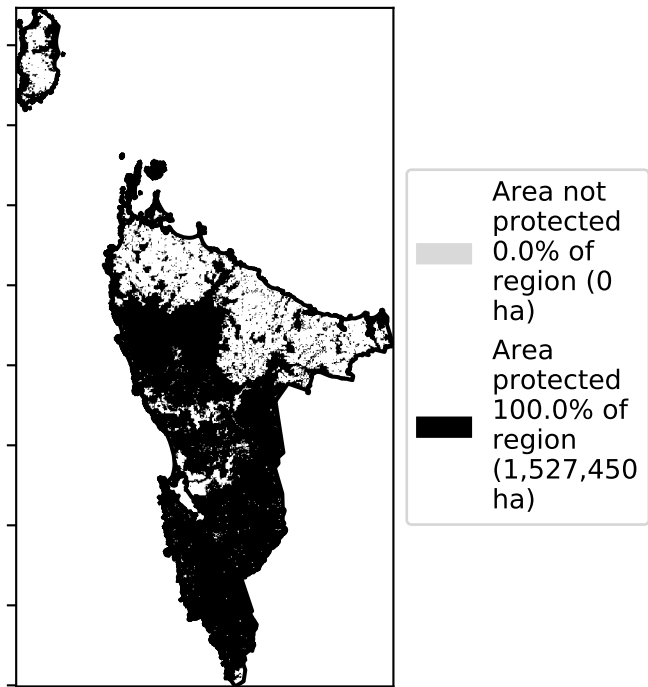 Area not
protected
0.0% of
region (0
ha)
Area
protected
100.0% of
region
(1,527,450
ha)